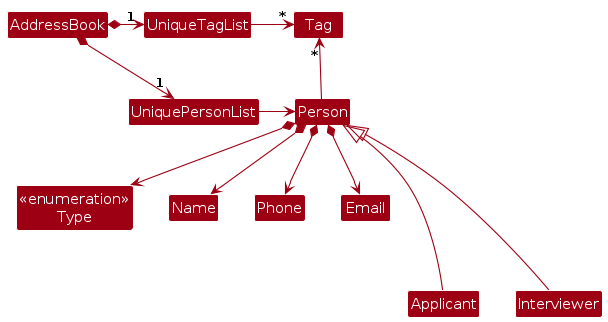 AddressBook
1
UniqueTagList
*
Tag
*
1
UniquePersonList
Person
«enumeration»
Type
Name
Phone
Email
Applicant
Interviewer